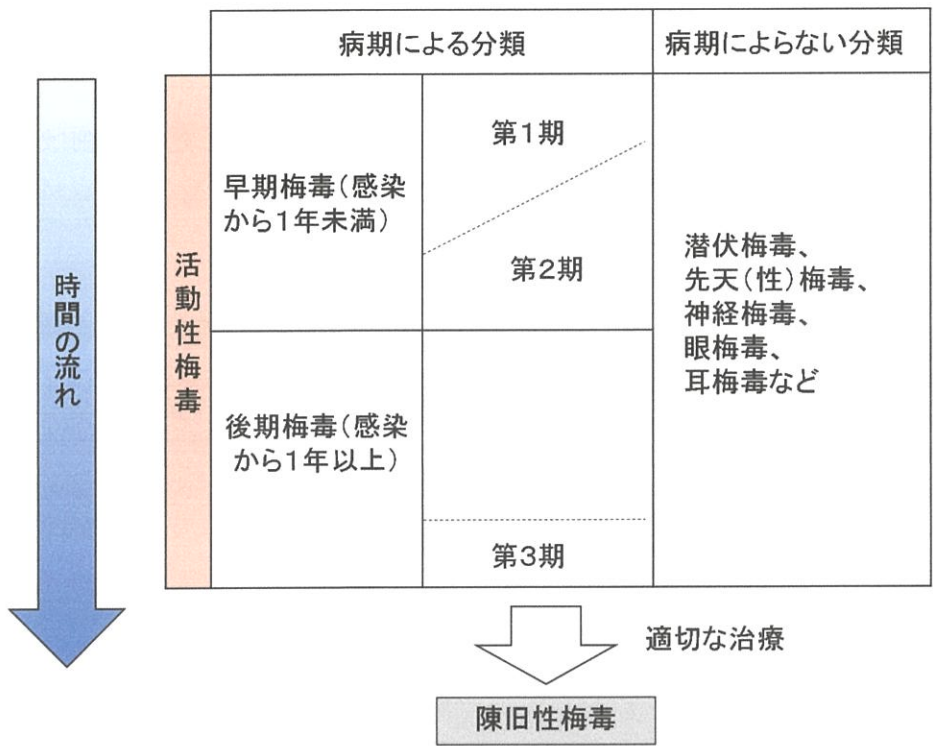 病期による分類
病期によらない分類
時間の流れ
活動性梅毒
早期梅毒（感染
から１年未満）
第１期
第２期
後期梅毒（感染
から１年以上）
第３期
潜伏梅毒、
先天（性）梅毒、
神経梅毒、
眼梅毒、
耳梅毒など
適切な治療
陳旧性梅毒